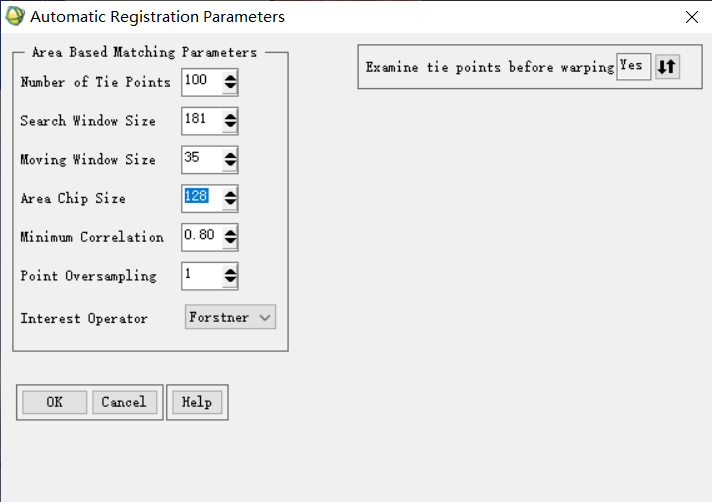 Automatic Registration Parameters
Area Based Matching Parameters
Number of Tie Points 100
Search Window Size 181
Moving Window Size 35
Area Chip Size 128
Minimum Correlation 0.80
Point Oversampling 1
Interest Operator Forstner
Examine tie points before warping Yes
OK Cancel Help